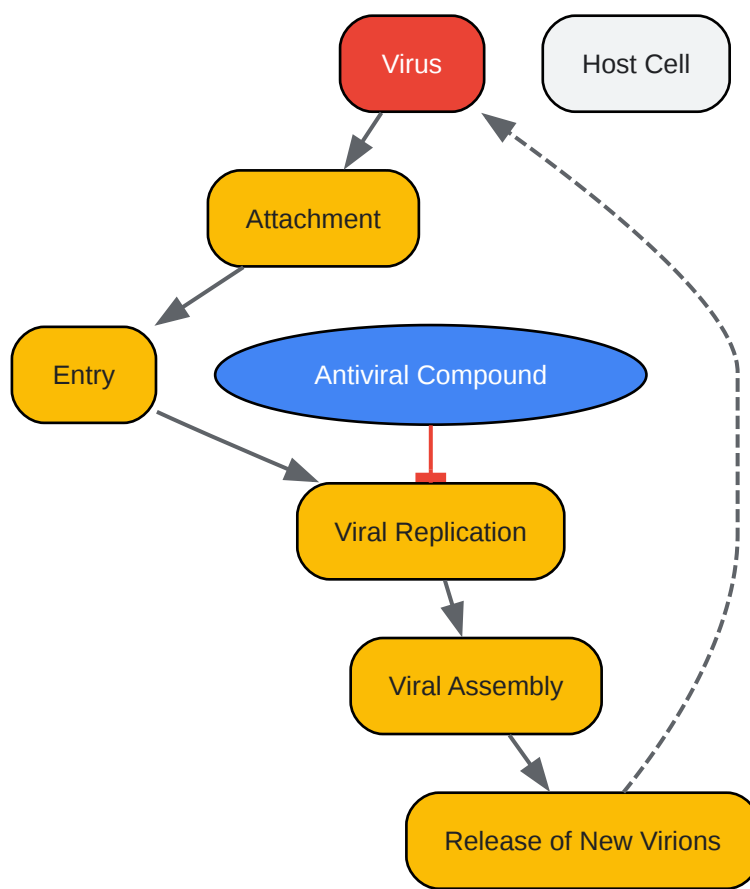 Virus
Host Cell
Attachment
Entry
Antiviral Compound
Viral Replication
Viral Assembly
Release of New Virions